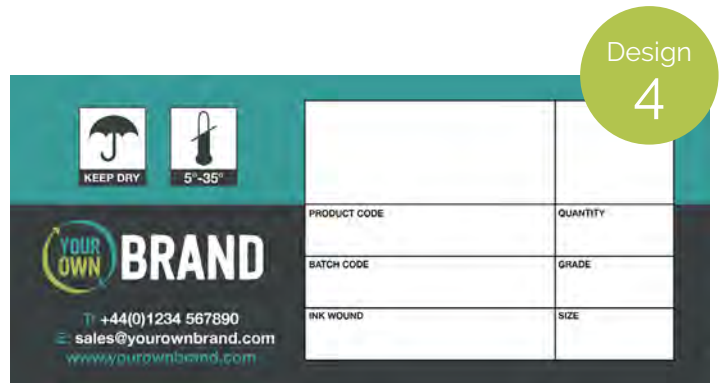 Design
4
KEEP DRY
5°-35°
PRODUCT CODE
QUANTITY
YOUR
OWN
BRAND
BATCH CODE
GRADE
INK WOUND
SIZE
T: +44(0)1234 567890
E: sales@yourownbrand.com
www.yourownbrand.com